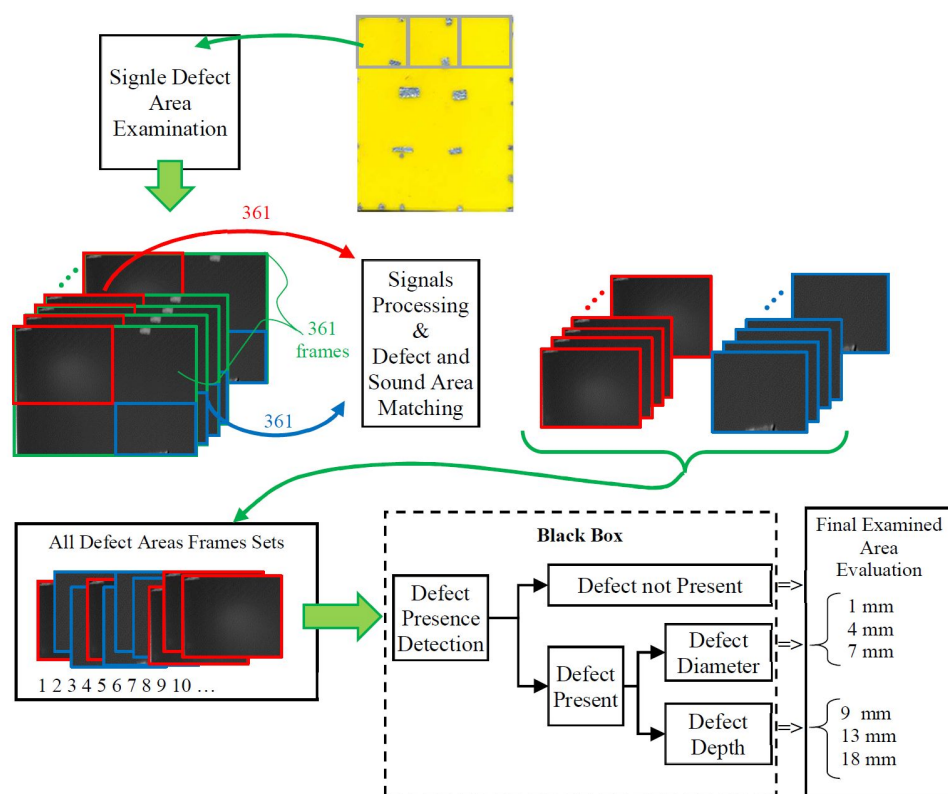 Signle Defect
Area
Examination
361
361
frames
361
Signals
Processing
&
Defect and
Sound Area
Matching
All Defect Areas Frames Sets
1 2 3 4 5 6 7 8 9 10 …
Black Box
Defect
Presence
Detection
Defect not Present
Defect
Present
Defect
Diameter
Defect
Depth
Final Examined
Area
Evaluation
1 mm
4 mm
7 mm
9 mm
13 mm
18 mm